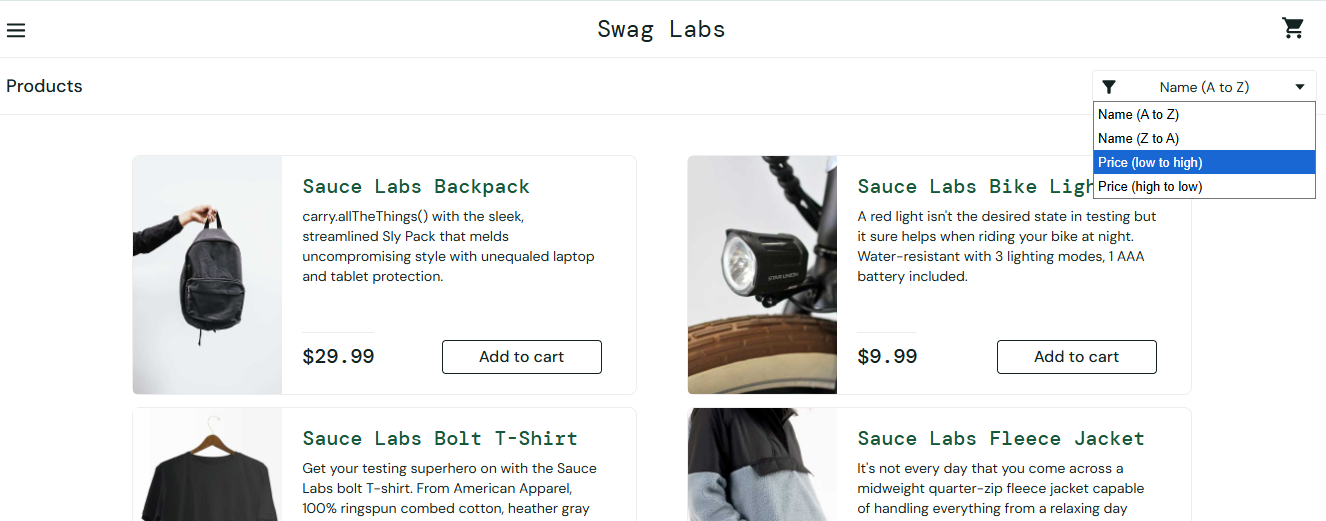 Swag Labs
Products
Name (A to Z)
Name (A to Z)
Name (Z to A)
Price (low to high)
Price (high to low)
Sauce Labs Backpack
carry.allTheThings() with the sleek,
streamlined Sly Pack that melds
uncompromising style with unequaled laptop
and tablet protection.
$29.99
Add to cart
Sauce Labs Bike Ligh
A red light isn't the desired state in testing but
it sure helps when riding your bike at night.
Water-resistant with 3 lighting modes, 1 AAA
battery included.
$9.99
Add to cart
Sauce Labs Bolt T-Shirt
Get your testing superhero on with the Sauce
Labs bolt T-shirt. From American Apparel,
100% ringspun combed cotton, heather gray
Sauce Labs Fleece Jacket
It's not every day that you come across a
midweight quarter-zip fleece jacket capable
of handling everything from a relaxing day